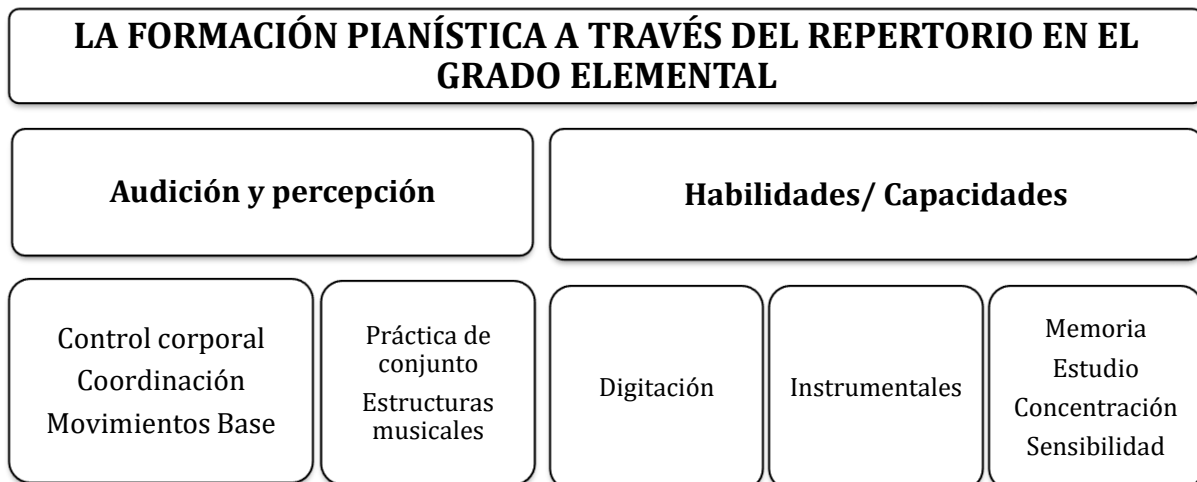 LA FORMACIÓN PIANÍSTICA A TRAVÉS DEL REPERTORIO EN EL
GRADO ELEMENTAL
Audición y percepción
Habilidades/ Capacidades
Control corporal
Coordinación
Movimientos Base
Práctica de
conjunto
Estructuras
musicales
Digitación
Instrumentales
Memoria
Estudio
Concentración
Sensibilidad